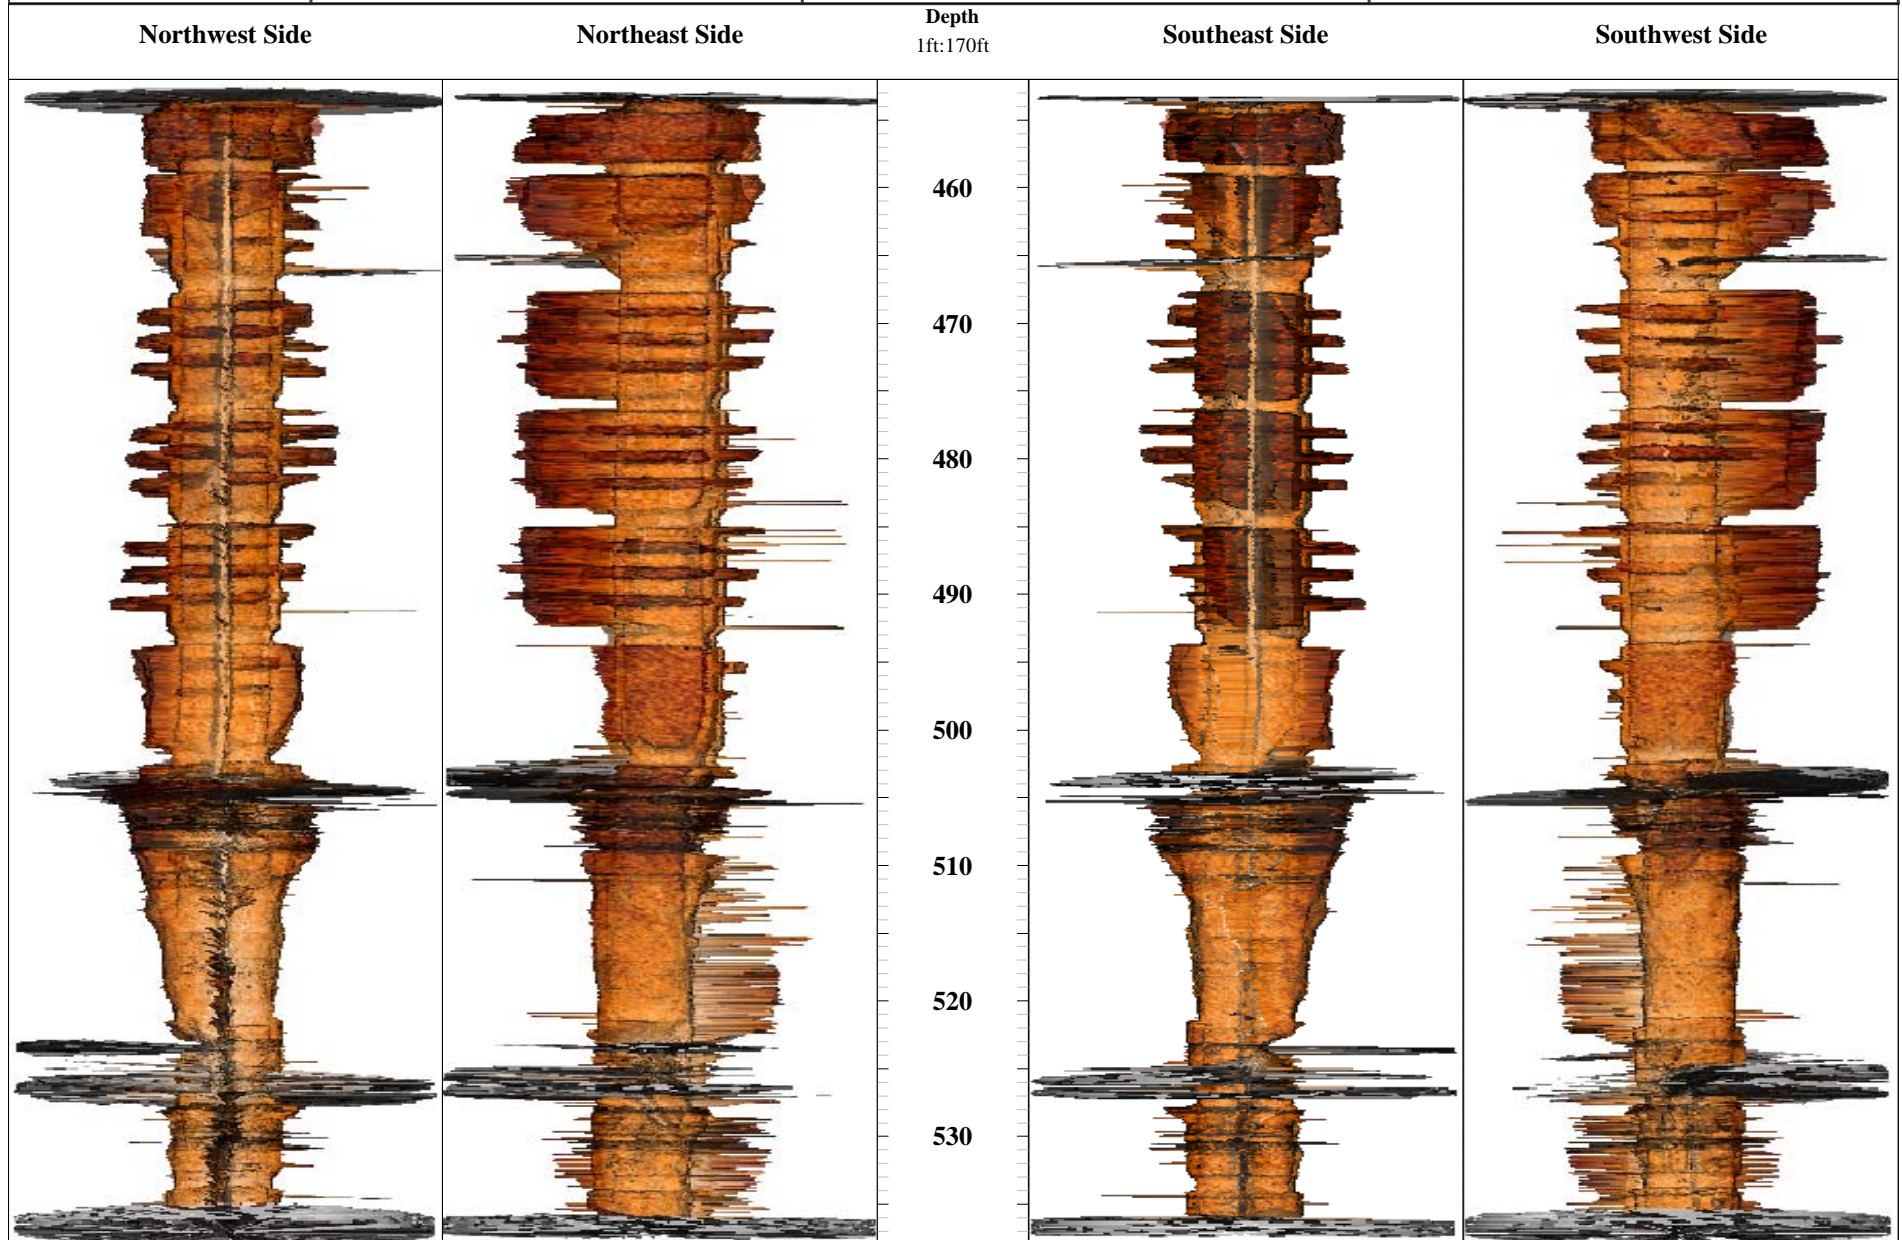 Northwest Side
Northeast Side
Depth
1ft:170ft
Southeast Side
Southwest Side
460
470
480
490
500
510
520
530